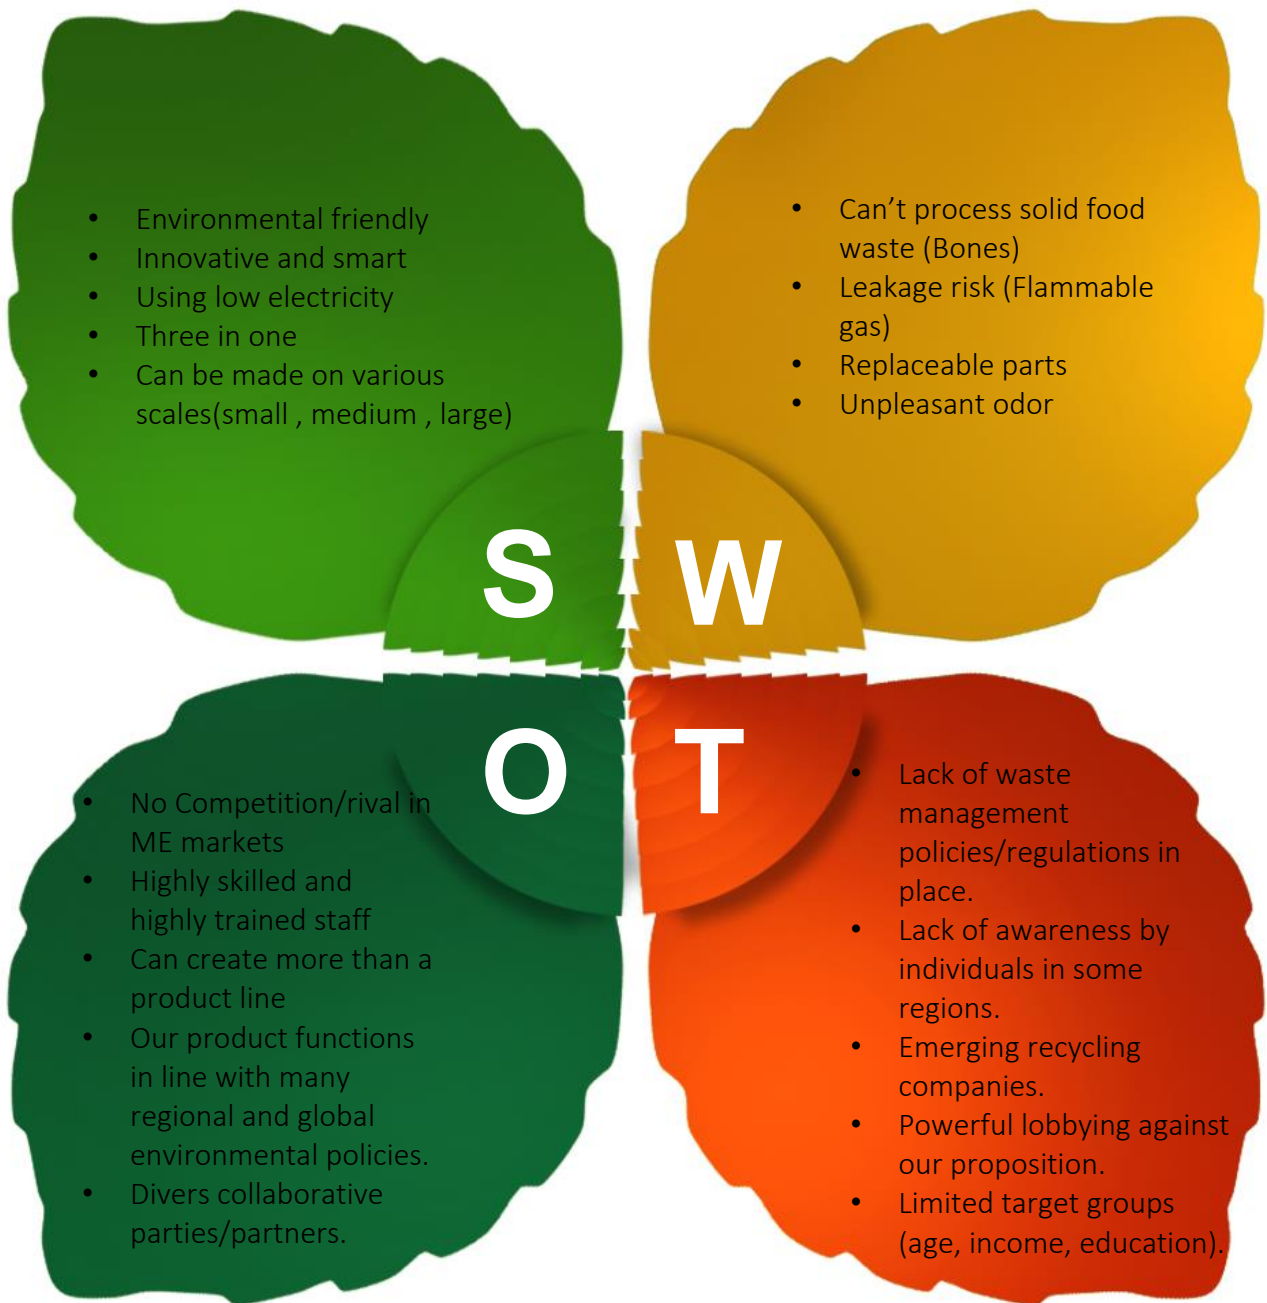 • Environmental friendly
• Innovative and smart
• Using low electricity
• Three in one
• Can be made on various
scales(small , medium , large)
• Can’t process solid food
waste (Bones)
• Leakage risk (Flammable
gas)
• Replaceable parts
• Unpleasant odor
S
W
O
T
• No Competition/rival in
ME markets
• Highly skilled and
highly trained staff
• Can create more than a
product line
• Our product functions
in line with many
regional and global
environmental policies.
• Divers collaborative
parties/partners.
• Lack of waste
management
policies/regulations in
place.
• Lack of awareness by
individuals in some
regions.
• Emerging recycling
companies.
• Powerful lobbying against
our proposition.
• Limited target groups
(age, income, education).